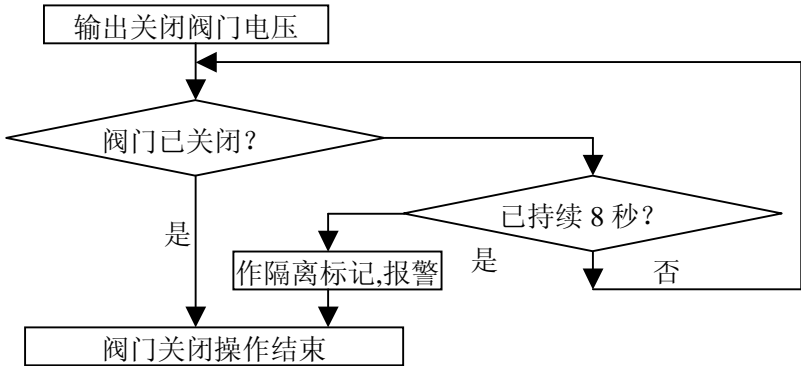 输出关闭阀门电压
阀门已关闭？
已持续 8 秒？
是
作隔离标记,报警
是
否
阀门关闭操作结束